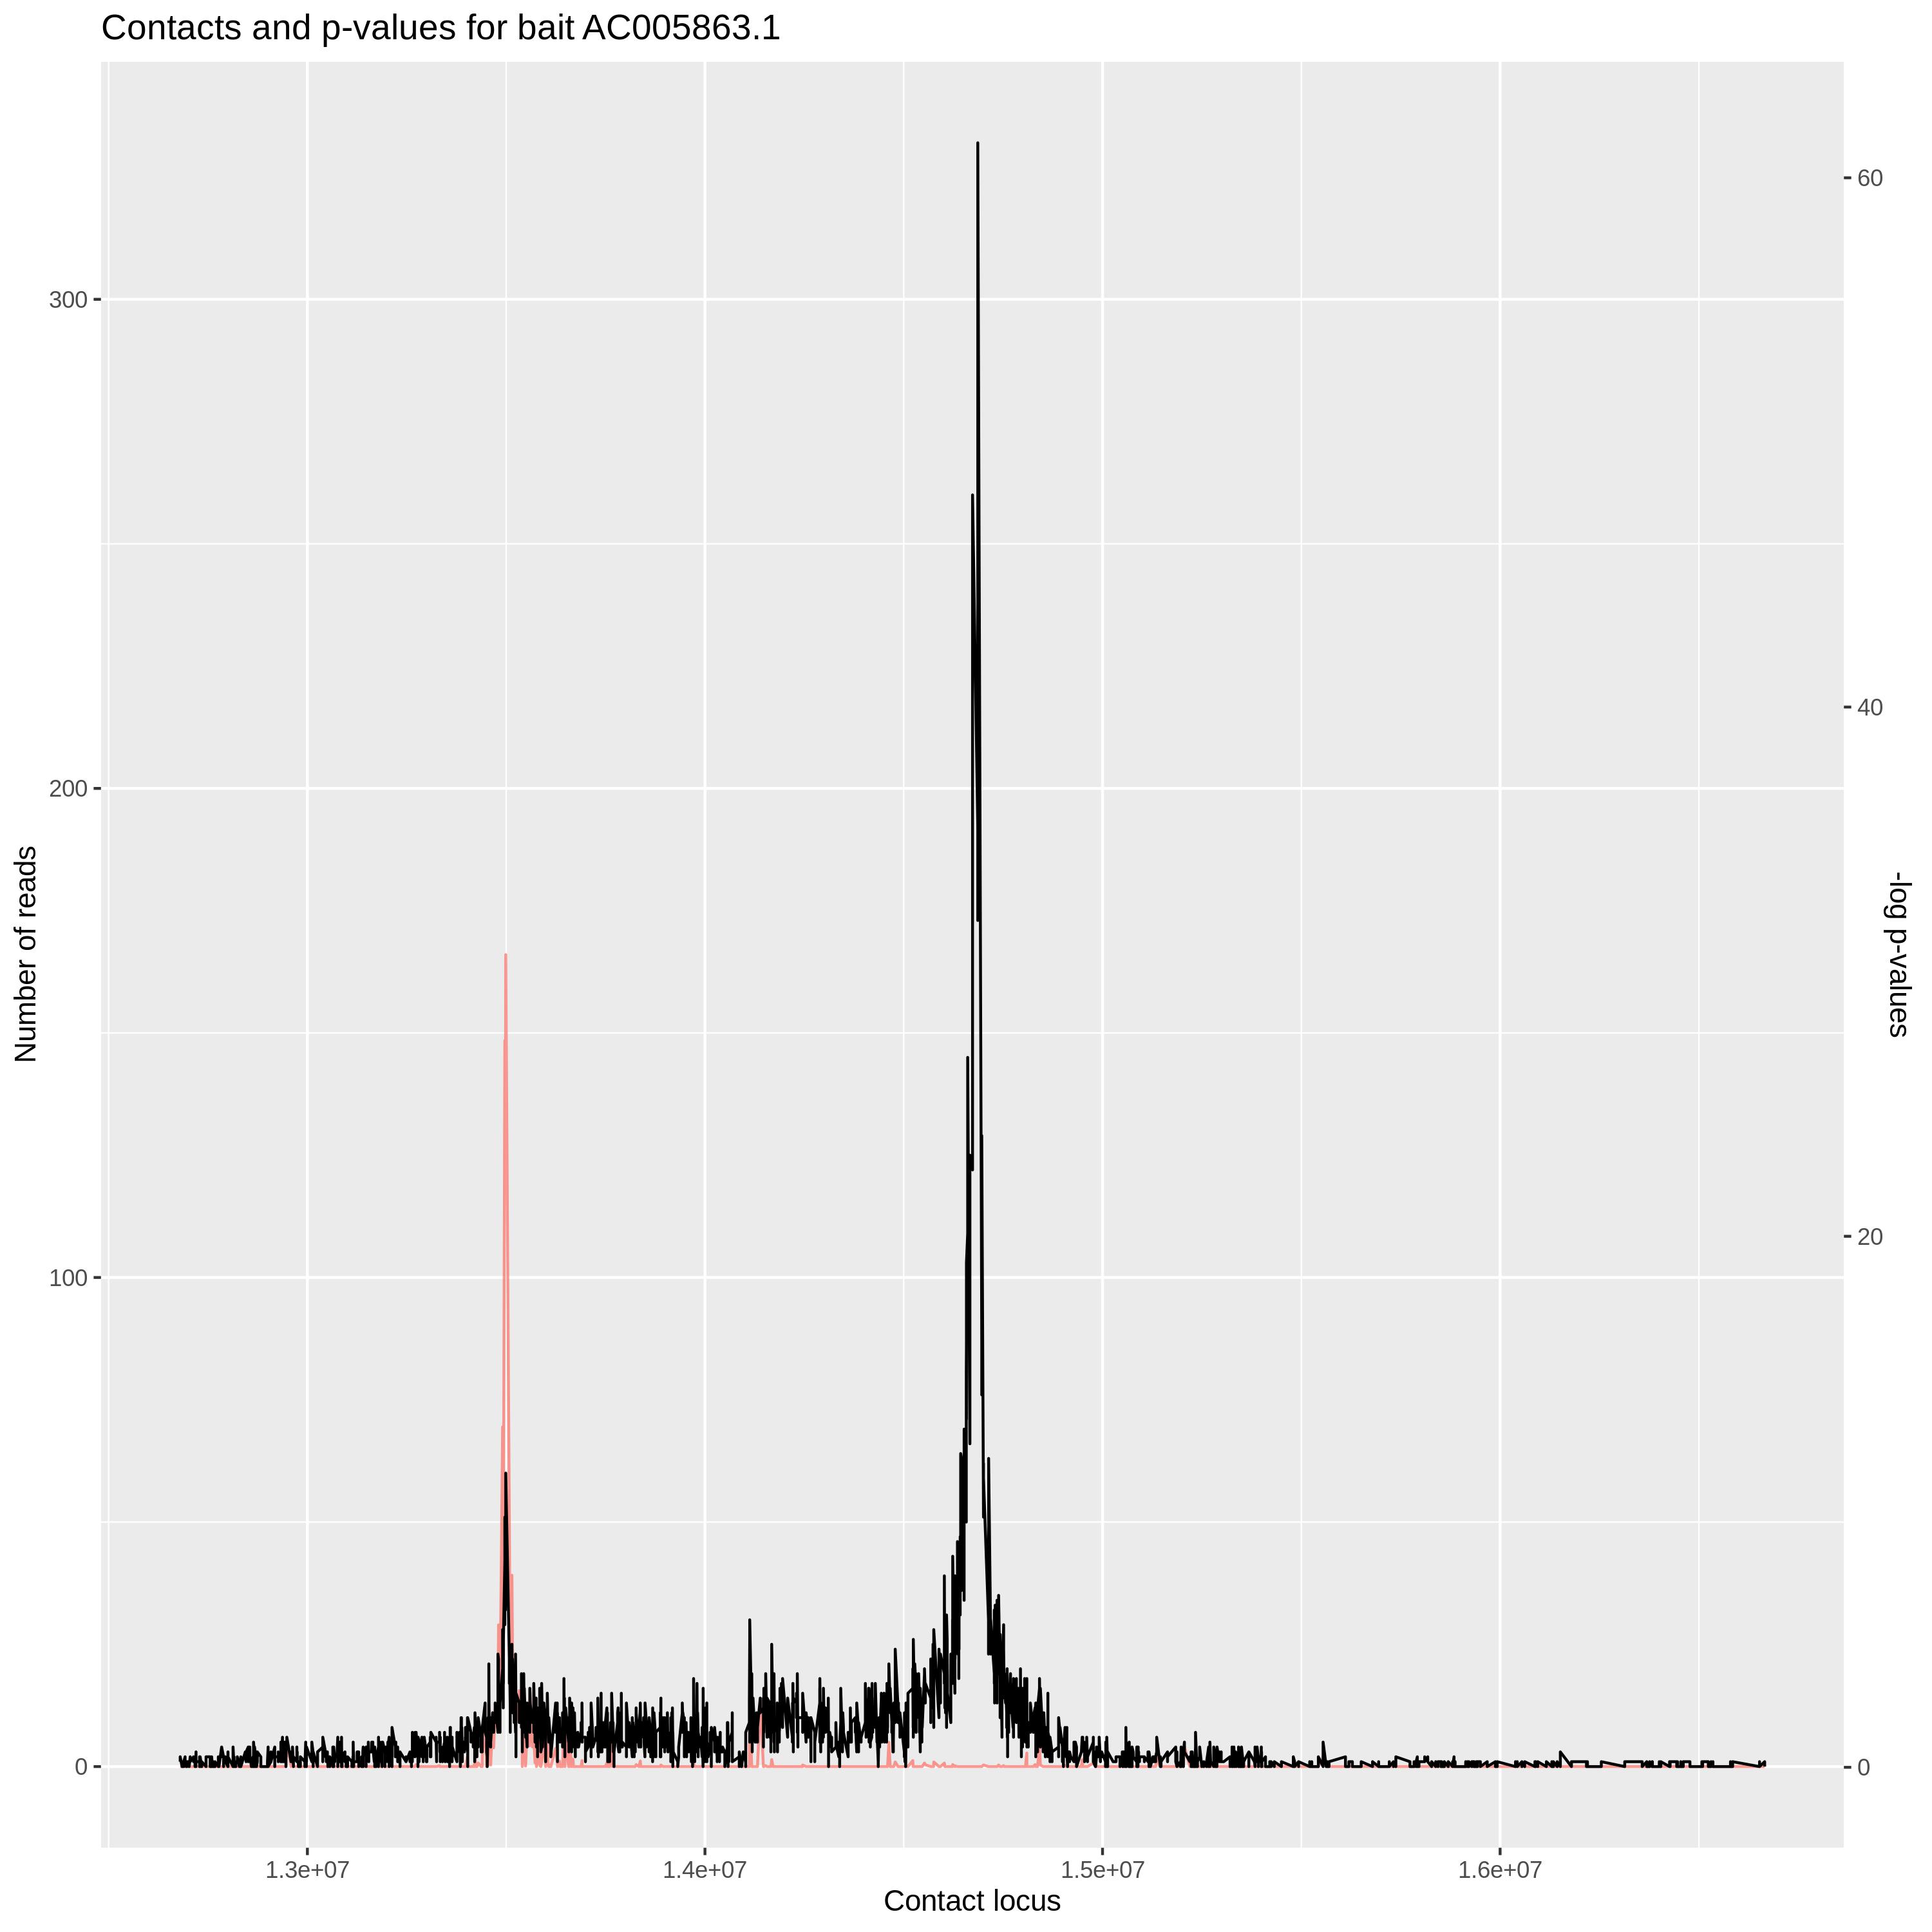 Contacts and p-values for bait AC005863.1
300
200
100
0
Number of reads
60
40
20
0
-log p-values
1.3e+07
1.4e+07
1.5e+07
1.6e+07
Contact locus